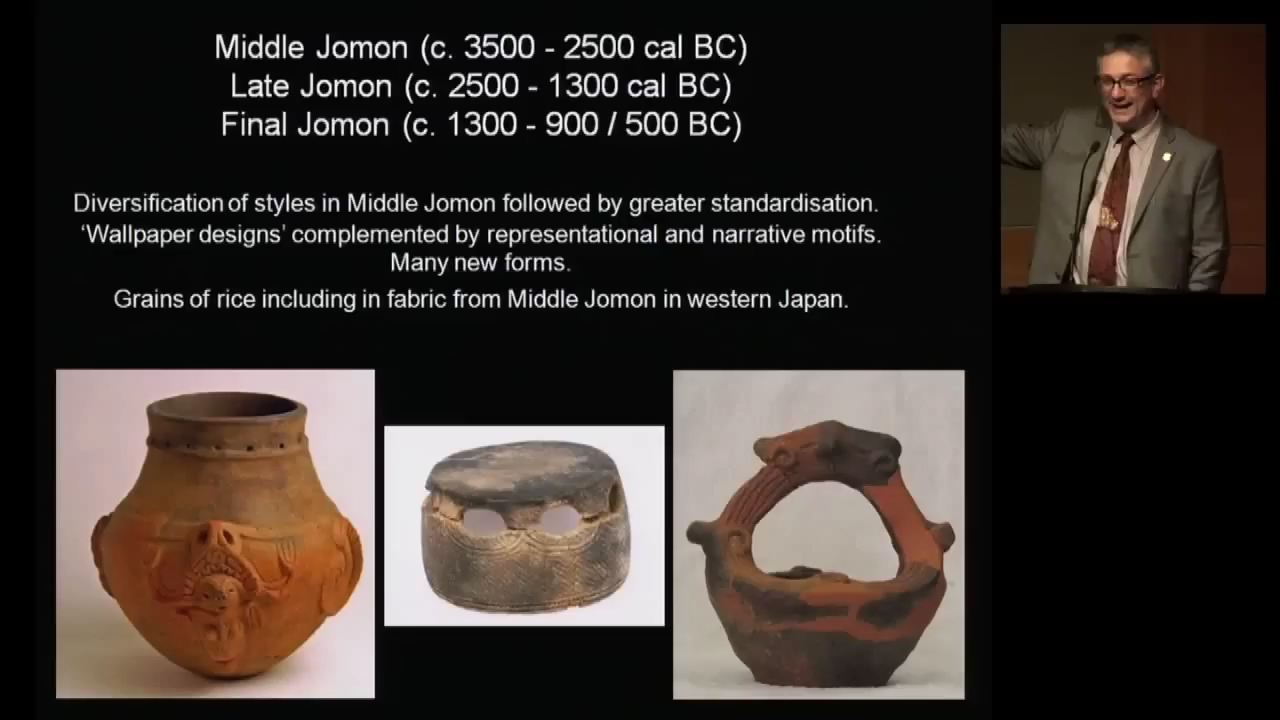 Middle Jomon (c. 3500 - 2500 cal BC)
Late Jomon (c. 2500 - 1300 cal BC)
Final Jomon (c. 1300 - 900 / 500 BC)
Diversification of styles in Middle Jomon followed by greater standardisation.
‘Wallpaper designs’ complemented by representational and narrative motifs.
Many new forms.
Grains of rice including in fabric from Middle Jomon in western Japan.